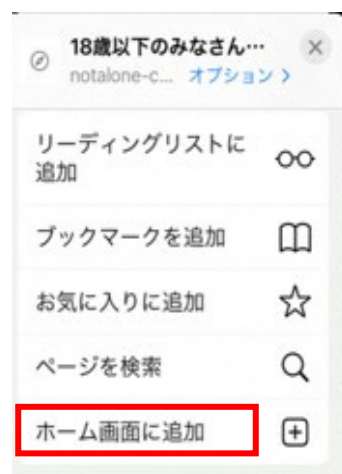 18歳以下のみなさん…
notalone-c... オプション >
リーディングリストに
追加
ブックマークを追加
お気に入りに追加
ページを検索
ホーム画面に追加